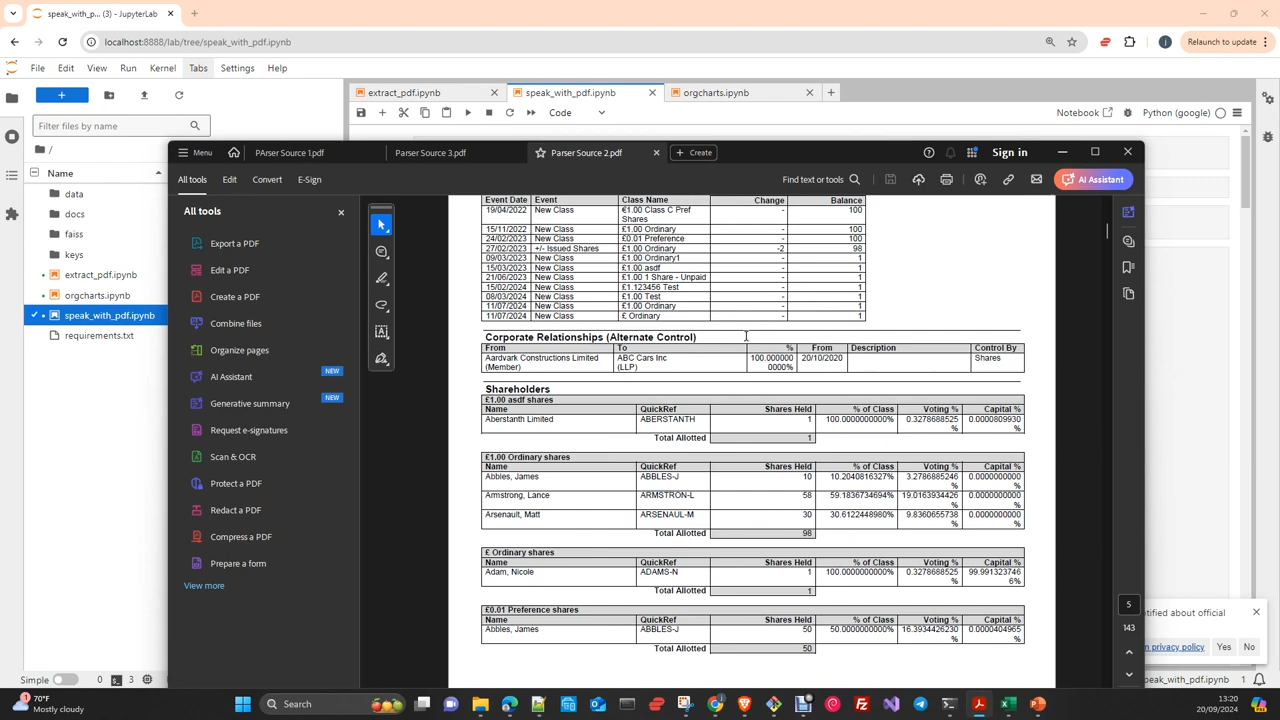 speak_with_p... (3) - JupyterLab
localhost:8888/lab/tree/speak_with_pdf.ipynb
Relaunch to update
File Edit View Run Kernel Tabs Settings Help
extract_pdf.ipynb speak_with_pdf.ipynb orgcharts.ipynb
Filter files by name
Code Notebook Python (google)
/
Name
data
docs
faiss
keys
extract_pdf.ipynb
orgcharts.ipynb
speak_with_pdf.ipynb
requirements.txt
Menu PArser Source 1.pdf Parser Source 3.pdf Parser Source 2.pdf Create Sign in
All tools Edit Convert E-Sign Find text or tools AI Assistant
All tools
Export a PDF
Edit a PDF
Create a PDF
Combine files
Organize pages
AI Assistant NEW
Generative summary NEW
Request e-signatures
Scan & OCR
Protect a PDF
Redact a PDF
Compress a PDF
Prepare a form
View more
Event Date Event Class Name Change Balance
19/04/2022 New Class €1.00 Class C Pref Shares - 100
15/11/2022 New Class £1.00 Ordinary - 100
24/02/2023 New Class £0.01 Preference - 100
27/02/2023 +/- Issued Shares £1.00 Ordinary -2 98
09/03/2023 New Class £1.00 Ordinary1 - 1
15/03/2023 New Class £1.00 asdf - 1
21/06/2023 New Class £1.00 1 Share - Unpaid - 1
15/02/2024 New Class £1.123456 Test - 1
08/03/2024 New Class £1.00 Test - 1
11/07/2024 New Class £1.00 Ordinary - 1
11/07/2024 New Class £ Ordinary - 1
Corporate Relationships (Alternate Control)
From To % From Description Control By
Aardvark Constructions Limited ABC Cars Inc 100.000000 20/10/2020 Shares
(Member) (LLP) 0000%
Shareholders
£1.00 asdf shares
Name QuickRef Shares Held % of Class Voting % Capital %
Aberstanth Limited ABERSTANTH 1 100.0000000000% 0.3278688525 0.0000809930
% %
Total Allotted 1
£1.00 Ordinary shares
Name QuickRef Shares Held % of Class Voting % Capital %
Abbles, James ABBLES-J 10 10.2040816327% 3.2786885246 0.0000000000
% %
Armstrong, Lance ARMSTRON-L 58 59.1836734694% 19.0163934426 0.0000000000
% %
Arsenault, Matt ARSENAUL-M 30 30.6122448980% 9.8360655738 0.0000000000
% %
Total Allotted 98
£ Ordinary shares
Name QuickRef Shares Held % of Class Voting % Capital %
Adam, Nicole ADAMS-N 1 100.0000000000% 0.3278688525 99.991323746
% 6%
Total Allotted 1
£0.01 Preference shares
Name QuickRef Shares Held % of Class Voting % Capital %
Abbles, James ABBLES-J 50 50.0000000000% 16.3934426230 0.0000404965
% %
Total Allotted 50
5
143
otified about official
n privacy policy Yes No
Simple 0 3 speak_with_pdf.ipynb 1
70°F
Mostly cloudy
Search
13:20
20/09/2024